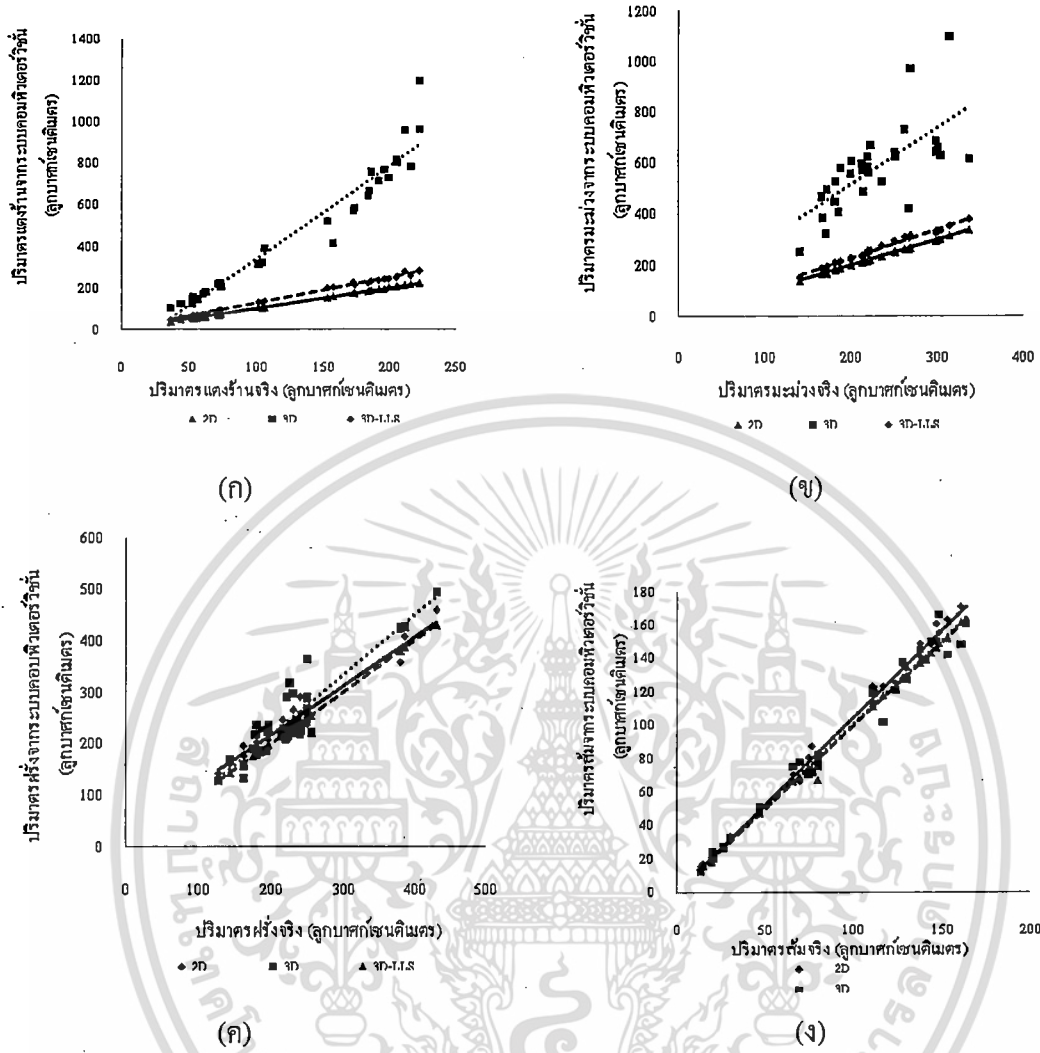 ปริมาตรแตงร้านจากระบบคอมพิวเตอร์วิชั่น
(ลูกบาศก์เซนติเมตร)
1400
1200
1000
800
600
400
200
0
0 50 100 150 200 250
ปริมาตรแตงร้านจริง (ลูกบาศก์เซนติเมตร)
2D 3D 3D-LLS
(ก)
ปริมาตรมะม่วงจากระบบคอมพิวเตอร์วิชั่น
(ลูกบาศก์เซนติเมตร)
1200
1000
800
600
400
200
0
0 100 200 300 400
ปริมาตรมะม่วงจริง (ลูกบาศก์เซนติเมตร)
2D 3D 3D-LLS
(ข)
ปริมาตรฝรั่งจากระบบคอบพิวเตอร์วิชั่น
(ลูกบาศก์เซนติเมตร)
600
500
400
300
200
100
0
0 100 200 300 400 500
ปริมาตรฝรั่งจริง (ลูกบาศก์เซนติเมตร)
2D 3D 3D-LLS
(ค)
ปริมาตรส้มจากระบบคอมพิวเตอร์วิชั่น
(ลูกบาศก์เซนติเมตร)
180
160
140
120
100
80
60
40
20
0
0 50 100 150 200
ปริมาตรส้มจริง (ลูกบาศก์เซนติเมตร)
2D
3D
(ง)